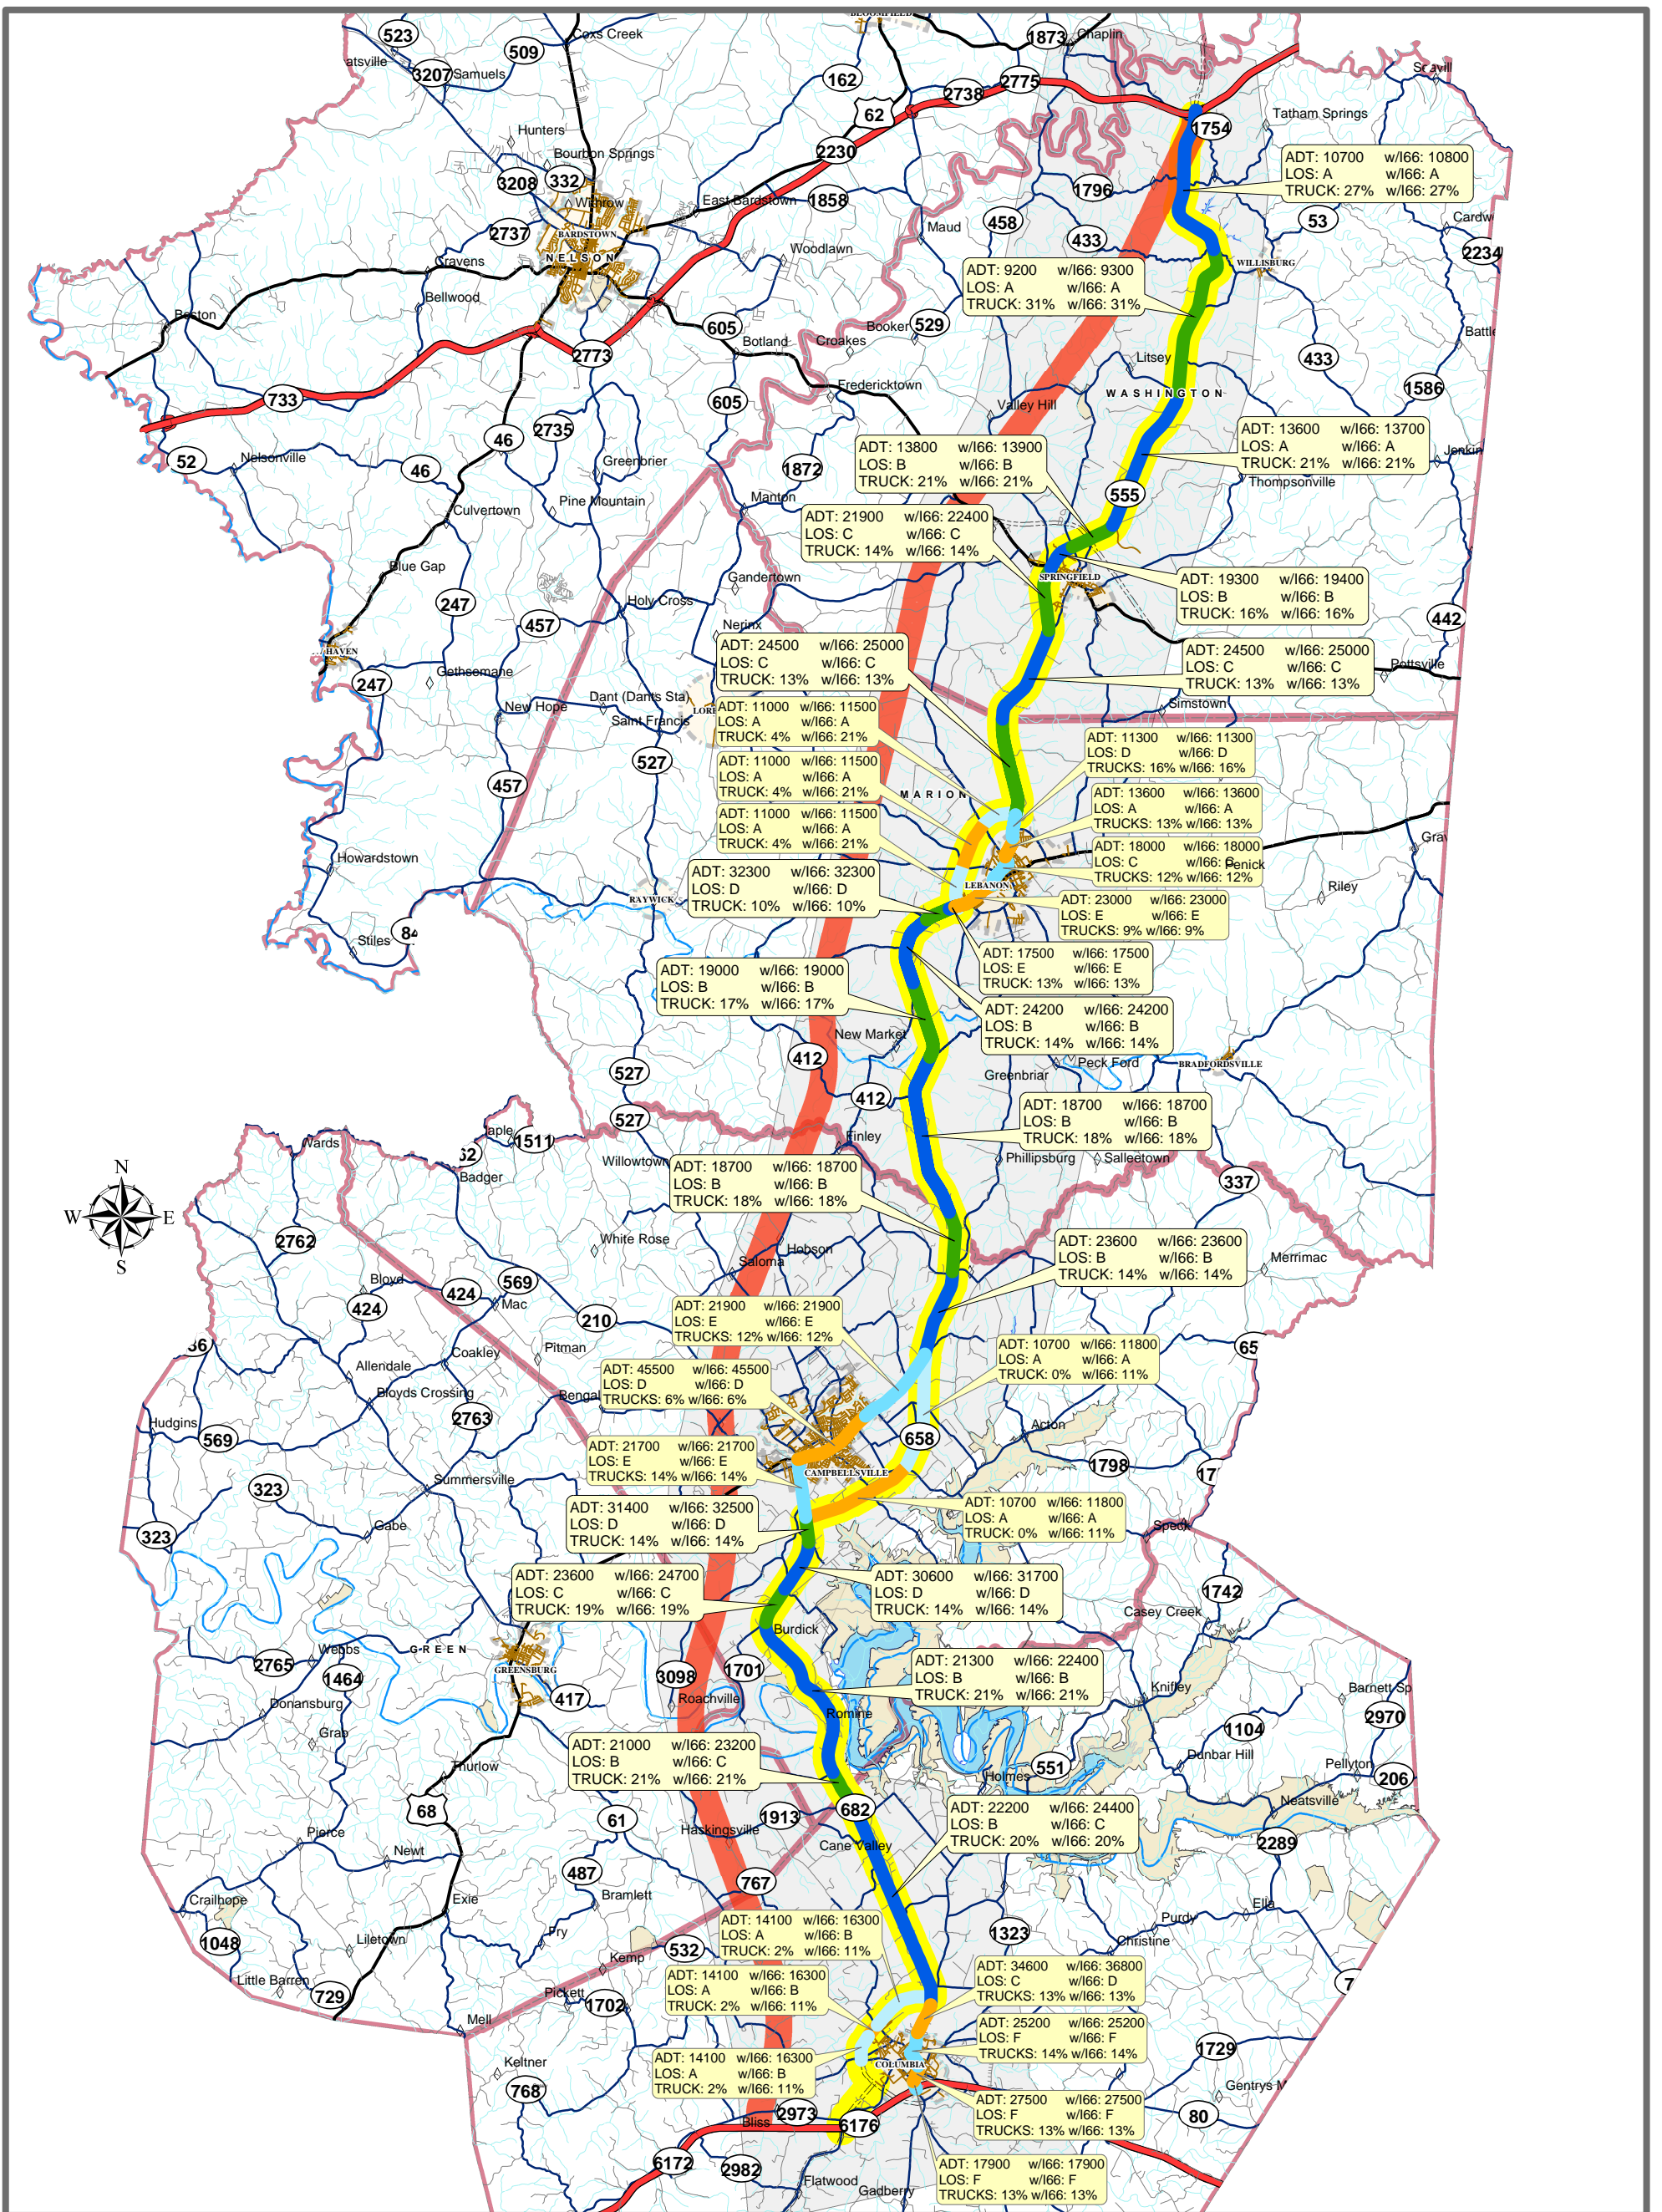 BLOOMFIELD
523
509
Coxs Creek
1873
Chaplin
atsville
3207
Samuels
162
2738
2775
62
1754
Tatham Springs
Hunters
Bourbon Springs
2230
3208
332
Withrow
East Bardstown
1858
1796
ADT: 10700 w/I66: 10800
LOS: A w/I66: A
TRUCK: 27% w/I66: 27%
2737
BARDSTOWN
NELSON
Woodlawn
Maud
458
433
53
Cardw
2234
WILLISBURG
Cravens
Bellwood
ADT: 9200 w/I66: 9300
LOS: A w/I66: A
TRUCK: 31% w/I66: 31%
Boston
605
Botland
Croakes
Booker
529
Battle
433
Litsey
2773
Fredericktown
WASHINGTON
1586
733
605
Valley Hill
46
2735
ADT: 13600 w/I66: 13700
LOS: A w/I66: A
TRUCK: 21% w/I66: 21%
ADT: 13800 w/I66: 13900
LOS: B w/I66: B
TRUCK: 21% w/I66: 21%
52
Nelsonville
46
Greenbrier
1872
Jenkin
Thompsonville
555
Culvertown
Pine Mountain
Manton
ADT: 21900 w/I66: 22400
LOS: C w/I66: C
TRUCK: 14% w/I66: 14%
Blue Gap
Gandertown
SPRINGFIELD
ADT: 19300 w/I66: 19400
LOS: B w/I66: B
TRUCK: 16% w/I66: 16%
247
Holy Cross
457
Nerinx
442
HAVEN
ADT: 24500 w/I66: 25000
LOS: C w/I66: C
TRUCK: 13% w/I66: 13%
ADT: 24500 w/I66: 25000
LOS: C w/I66: C
TRUCK: 13% w/I66: 13%
Pottsville
Gethsemane
247
Dant (Dants Sta)
New Hope
Saint Francis
Simstown
ADT: 11000 w/I66: 11500
LOS: A w/I66: A
TRUCK: 4% w/I66: 21%
ADT: 11300 w/I66: 11300
LOS: D w/I66: D
TRUCKS: 16% w/I66: 16%
527
457
ADT: 11000 w/I66: 11500
LOS: A w/I66: A
TRUCK: 4% w/I66: 21%
MARION
ADT: 13600 w/I66: 13600
LOS: A w/I66: A
TRUCKS: 13% w/I66: 13%
ADT: 11000 w/I66: 11500
LOS: A w/I66: A
TRUCK: 4% w/I66: 21%
ADT: 18000 w/I66: 18000
LOS: C w/I66: C
TRUCKS: 12% w/I66: 12%
Penick
Howardstown
ADT: 32300 w/I66: 32300
LOS: D w/I66: D
TRUCK: 10% w/I66: 10%
LEBANON
Riley
RAYWICK
ADT: 23000 w/I66: 23000
LOS: E w/I66: E
TRUCKS: 9% w/I66: 9%
84
Stiles
ADT: 17500 w/I66: 17500
LOS: E w/I66: E
TRUCK: 13% w/I66: 13%
ADT: 19000 w/I66: 19000
LOS: B w/I66: B
TRUCK: 17% w/I66: 17%
ADT: 24200 w/I66: 24200
LOS: B w/I66: B
TRUCK: 14% w/I66: 14%
New Market
412
Peck Ford
BRADFORDSVILLE
Greenbriar
527
412
527
ADT: 18700 w/I66: 18700
LOS: B w/I66: B
TRUCK: 18% w/I66: 18%
Wards
1511
Finley
Badger
Willowtown
Phillipsburg
Salleetown
N
W E
S
ADT: 18700 w/I66: 18700
LOS: B w/I66: B
TRUCK: 18% w/I66: 18%
337
2762
White Rose
Hobson
Saloma
ADT: 23600 w/I66: 23600
LOS: B w/I66: B
TRUCK: 14% w/I66: 14%
Merrimac
Bloyd
424
569
Mac
424
210
ADT: 21900 w/I66: 21900
LOS: E w/I66: E
TRUCKS: 12% w/I66: 12%
Pitman
Coakley
Allendale
ADT: 10700 w/I66: 11800
LOS: A w/I66: A
TRUCK: 0% w/I66: 11%
65
ADT: 45500 w/I66: 45500
LOS: D w/I66: D
TRUCKS: 6% w/I66: 6%
Bloyds Crossing
Bengal
Hudgins
2763
569
658
Acton
ADT: 21700 w/I66: 21700
LOS: E w/I66: E
TRUCKS: 14% w/I66: 14%
CAMPBELLSVILLE
1798
Summersville
323
ADT: 31400 w/I66: 32500
LOS: D w/I66: D
TRUCK: 14% w/I66: 14%
ADT: 10700 w/I66: 11800
LOS: A w/I66: A
TRUCK: 0% w/I66: 11%
Speck
323
Gabe
ADT: 23600 w/I66: 24700
LOS: C w/I66: C
TRUCK: 19% w/I66: 19%
ADT: 30600 w/I66: 31700
LOS: D w/I66: D
TRUCK: 14% w/I66: 14%
1742
Casey Creek
Burdick
Webbs
GREEN
2765
1464
GREENSBURG
3098
1701
ADT: 21300 w/I66: 22400
LOS: B w/I66: B
TRUCK: 21% w/I66: 21%
Donansburg
417
Roachville
Romine
Knifley
Barnett Sp
2970
Grab
1104
ADT: 21000 w/I66: 23200
LOS: B w/I66: C
TRUCK: 21% w/I66: 21%
Thurlow
Holmes
551
Dunbar Hill
Pellyton
206
68
61
1913
Haskingsville
682
Cane Valley
ADT: 22200 w/I66: 24400
LOS: B w/I66: C
TRUCK: 20% w/I66: 20%
Neatsville
2289
Pierce
Newt
487
767
Crailhope
Exie
Bramlett
Ella
Purdy
1048
Liletown
Fry
Kemp
532
ADT: 14100 w/I66: 16300
LOS: A w/I66: B
TRUCK: 2% w/I66: 11%
1323
Christine
Little Barren
729
Pickett
1702
ADT: 14100 w/I66: 16300
LOS: A w/I66: B
TRUCK: 2% w/I66: 11%
ADT: 34600 w/I66: 36800
LOS: C w/I66: D
TRUCKS: 13% w/I66: 13%
7
Mell
ADT: 25200 w/I66: 25200
LOS: F w/I66: F
TRUCKS: 14% w/I66: 14%
Keltner
ADT: 14100 w/I66: 16300
LOS: A w/I66: B
TRUCK: 2% w/I66: 11%
COLUMBIA
1729
768
Gentrys M
Bliss
2973
6176
ADT: 27500 w/I66: 27500
LOS: F w/I66: F
TRUCKS: 13% w/I66: 13%
80
6172
2982
Flatwood
Gadberry
ADT: 17900 w/I66: 17900
LOS: F w/I66: F
TRUCKS: 13% w/I66: 13%